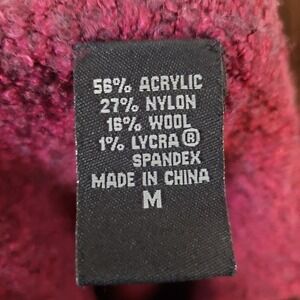 56% ACRYLIC
27% NYLON
16% WOOL
1% LYCRA®
SPANDEX
MADE IN CHINA
M